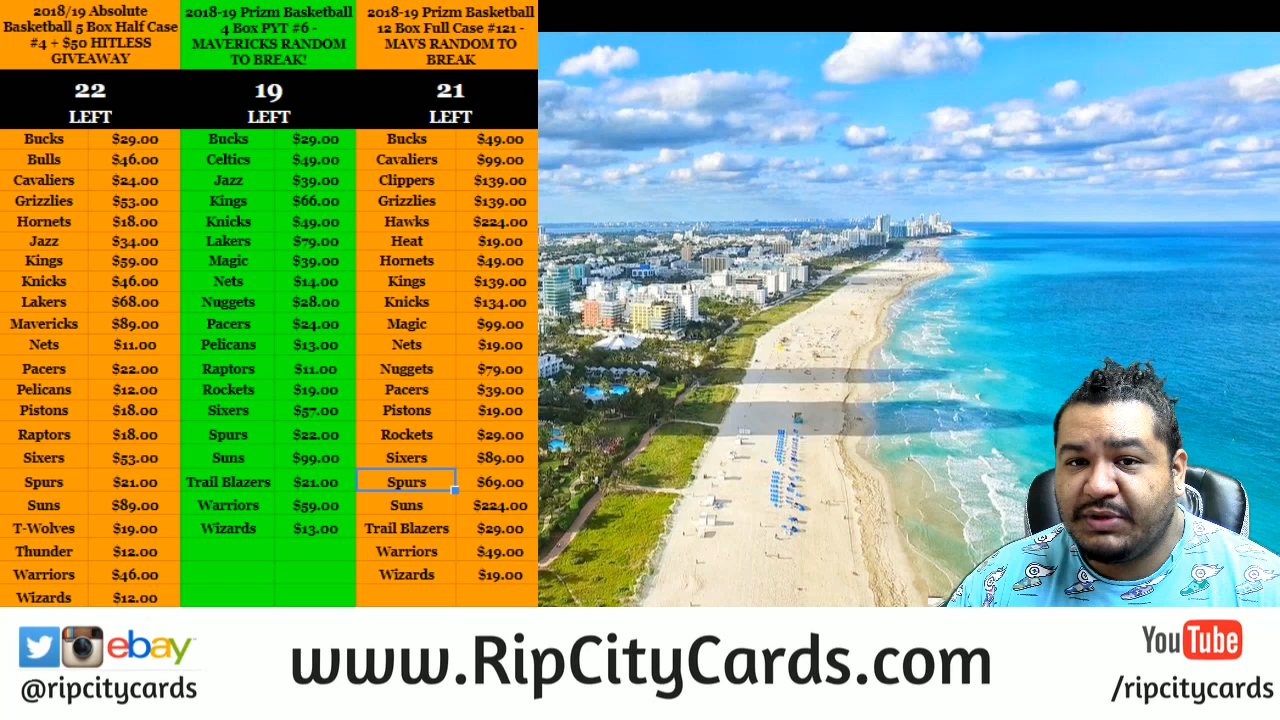 2018/19 Absolute
Basketball 5 Box Half Case
#4 + $50 HITLESS
GIVEAWAY
22
LEFT
Bucks $29.00
Bulls $46.00
Cavaliers $24.00
Grizzlies $53.00
Hornets $18.00
Jazz $34.00
Kings $59.00
Knicks $46.00
Lakers $68.00
Mavericks $89.00
Nets $11.00
Pacers $22.00
Pelicans $12.00
Pistons $18.00
Raptors $18.00
Sixers $53.00
Spurs $21.00
Suns $89.00
T-Wolves $19.00
Thunder $12.00
Warriors $46.00
Wizards $12.00
2018-19 Prizm Basketball
4 Box PYT #6 -
MAVERICKS RANDOM
TO BREAK!
19
LEFT
Bucks $29.00
Celtics $49.00
Jazz $39.00
Kings $66.00
Knicks $49.00
Lakers $79.00
Magic $39.00
Nets $14.00
Nuggets $28.00
Pacers $24.00
Pelicans $13.00
Raptors $11.00
Rockets $19.00
Sixers $57.00
Spurs $22.00
Suns $99.00
Trail Blazers $21.00
Warriors $59.00
Wizards $13.00
2018-19 Prizm Basketball
12 Box Full Case #121 -
MAVS RANDOM TO
BREAK
21
LEFT
Bucks $49.00
Cavaliers $99.00
Clippers $139.00
Grizzlies $139.00
Hawks $224.00
Heat $19.00
Hornets $49.00
Kings $139.00
Knicks $134.00
Magic $99.00
Nets $19.00
Nuggets $79.00
Pacers $39.00
Pistons $19.00
Rockets $29.00
Sixers $89.00
Spurs $69.00
Suns $224.00
Trail Blazers $29.00
Warriors $49.00
Wizards $19.00
ebay
@ripcitycards
www.RipCityCards.com
YouTube
/ripcitycards